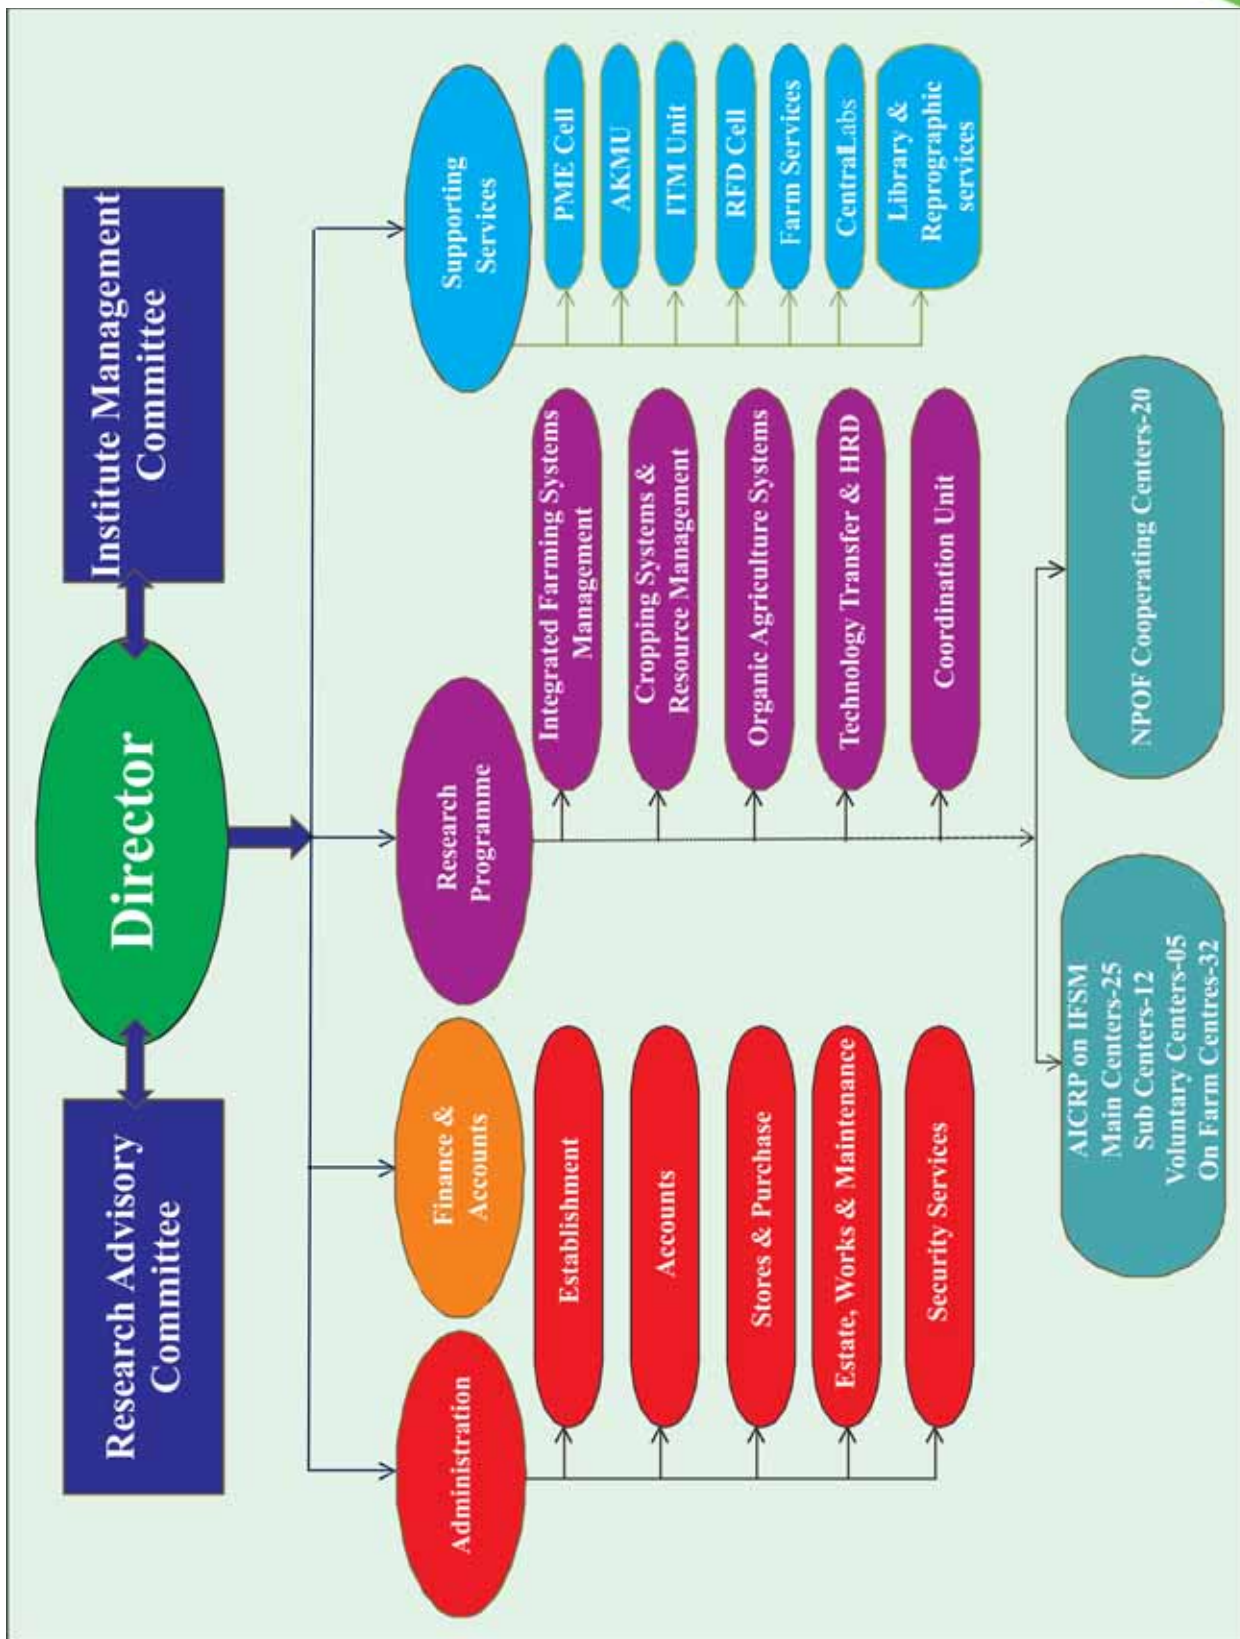 Director
Research Advisory
Committee
Institute Management
Committee
Administration
Finance &
Accounts
Research
Programme
Supporting
Services
Establishment
Accounts
Stores & Purchase
Estate, Works & Maintenance
Security Services
Integrated Farming Systems
Management
Cropping Systems &
Resource Management
Organic Agriculture Systems
Technology Transfer & HRD
Coordination Unit
PME Cell
AKMU
ITM Unit
RFD Cell
Farm Services
CentralLabs
Library &
Reprographic
services
AICRP on IFSM
Main Centers-25
Sub Centers-12
Voluntary Centers-05
On Farm Centres-32
NPOF Cooperating Centers-20